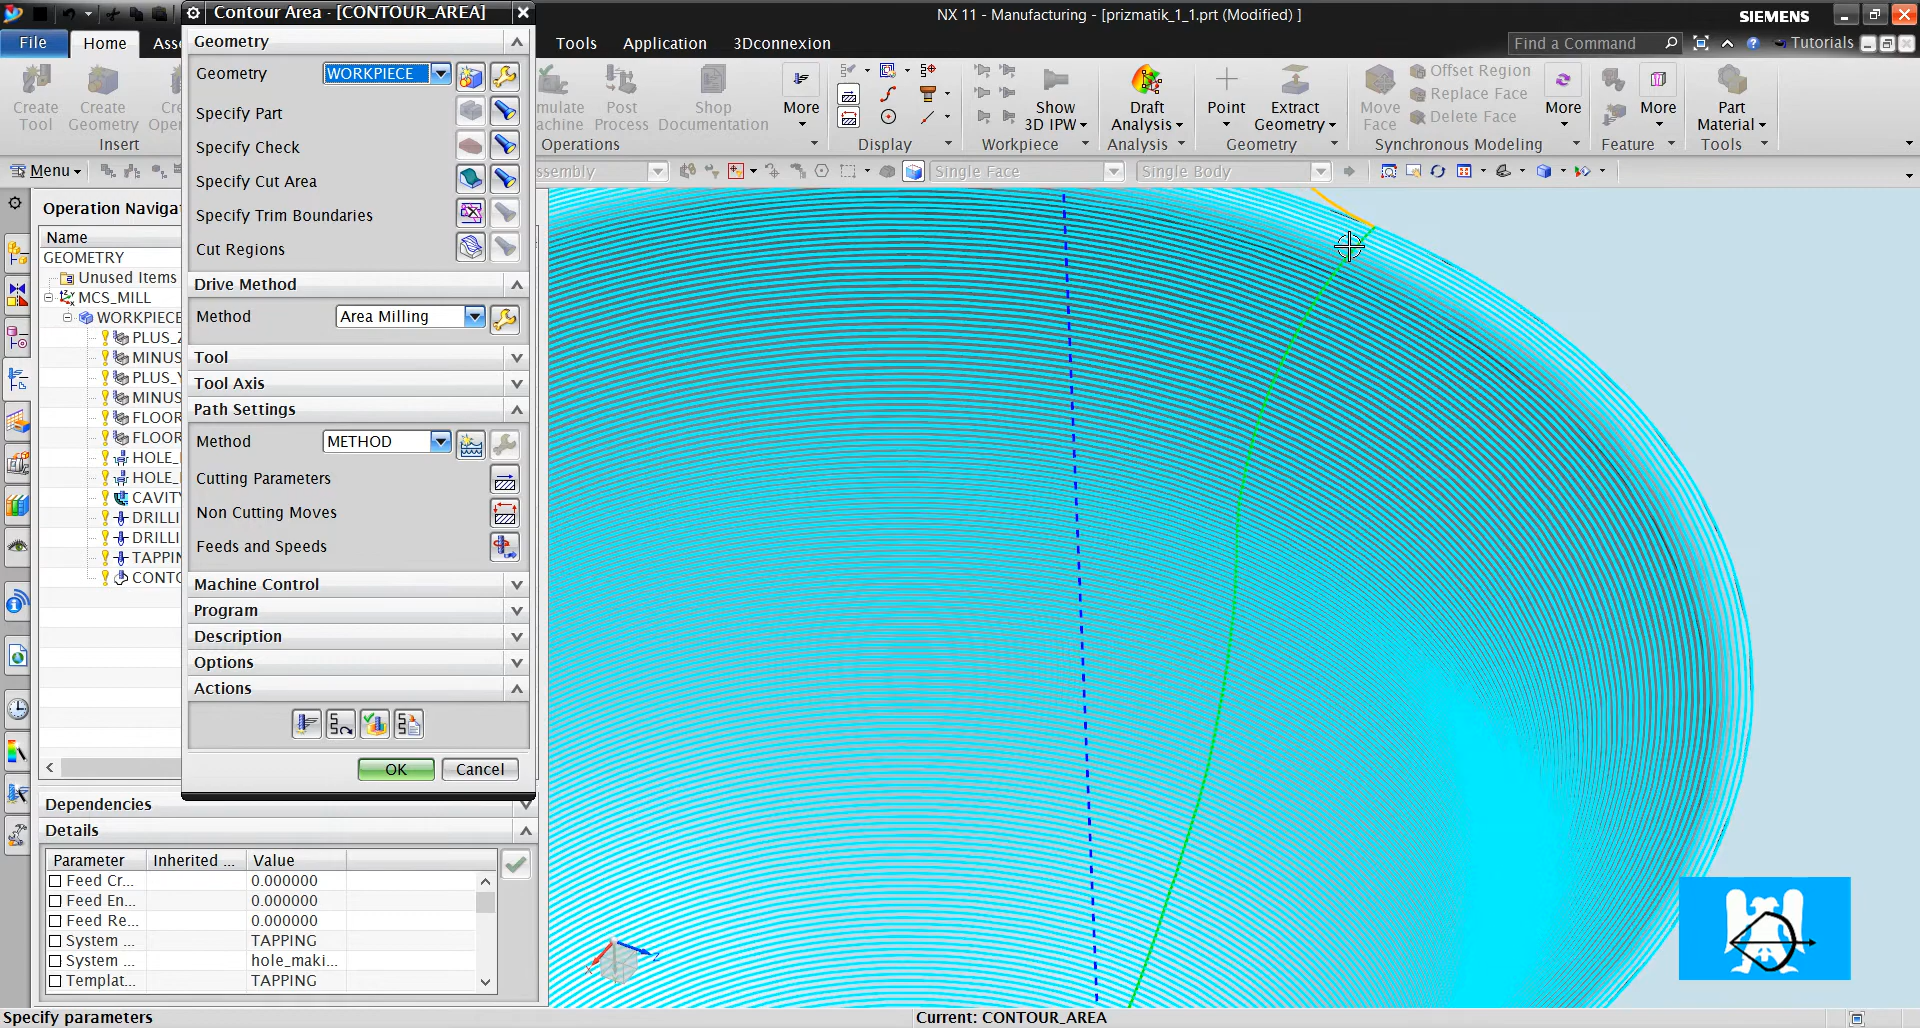 Contour Area - [CONTOUR_AREA]
NX 11 - Manufacturing - [prizmatik_1_1.prt (Modified) ]
SIEMENS
File
Home
Tools
Application
3Dconnexion
Find a Command
Tutorials
Create
Tool
Create
Geometry
Insert
Post
Process
Shop
Documentation
Operations
More
Display
Show
3D IPW
Workpiece
Draft
Analysis
Analysis
Point
Extract
Geometry
Geometry
Move
Face
Offset Region
Replace Face
Delete Face
More
Synchronous Modeling
More
Feature
Part
Material
Tools
Menu
Single Face
Single Body
Geometry
Geometry
WORKPIECE
Specify Part
Specify Check
Specify Cut Area
Specify Trim Boundaries
Cut Regions
Drive Method
Method
Area Milling
Tool
Tool Axis
Path Settings
Method
METHOD
Cutting Parameters
Non Cutting Moves
Feeds and Speeds
Machine Control
Program
Description
Options
Actions
OK
Cancel
Name
GEOMETRY
Unused Items
MCS_MILL
WORKPIECE
MINUS
MINUS
FLOOR
FLOOR
CAVITY
Dependencies
Details
Parameter
Inherited ...
Value
Feed Cr...
0.000000
Feed En...
0.000000
Feed Re...
0.000000
System ...
TAPPING
System ...
hole_maki...
Templat...
TAPPING
Specify parameters
Current: CONTOUR_AREA